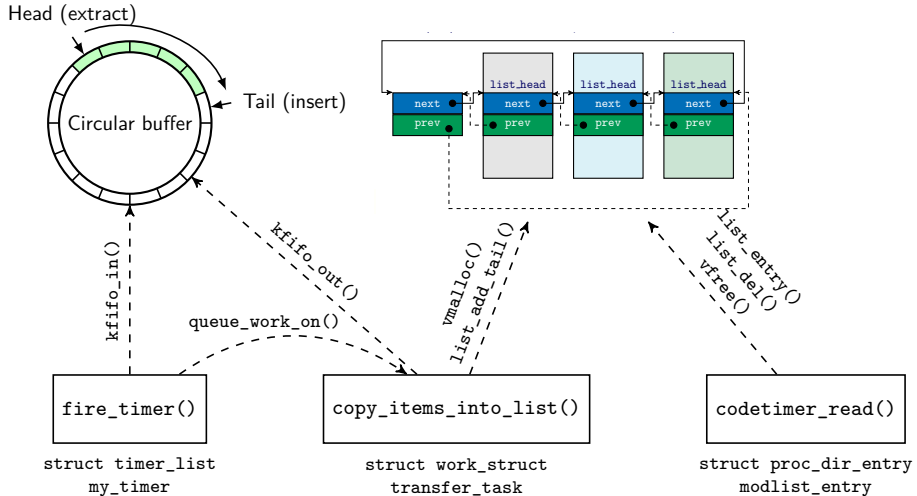 Head (extract)
Tail (insert)
Circular buffer
list_head
list_head
list_head
next
next
next
next
prev
prev
prev
prev
kfifo_in()
kfifo_out()
queue_work_on()
vmalloc()
list_add_tail()
list_entry()
list_del()
vfree()
fire_timer()
copy_items_into_list()
codetimer_read()
struct timer_list
my_timer
struct work_struct
transfer_task
struct proc_dir_entry
modlist_entry